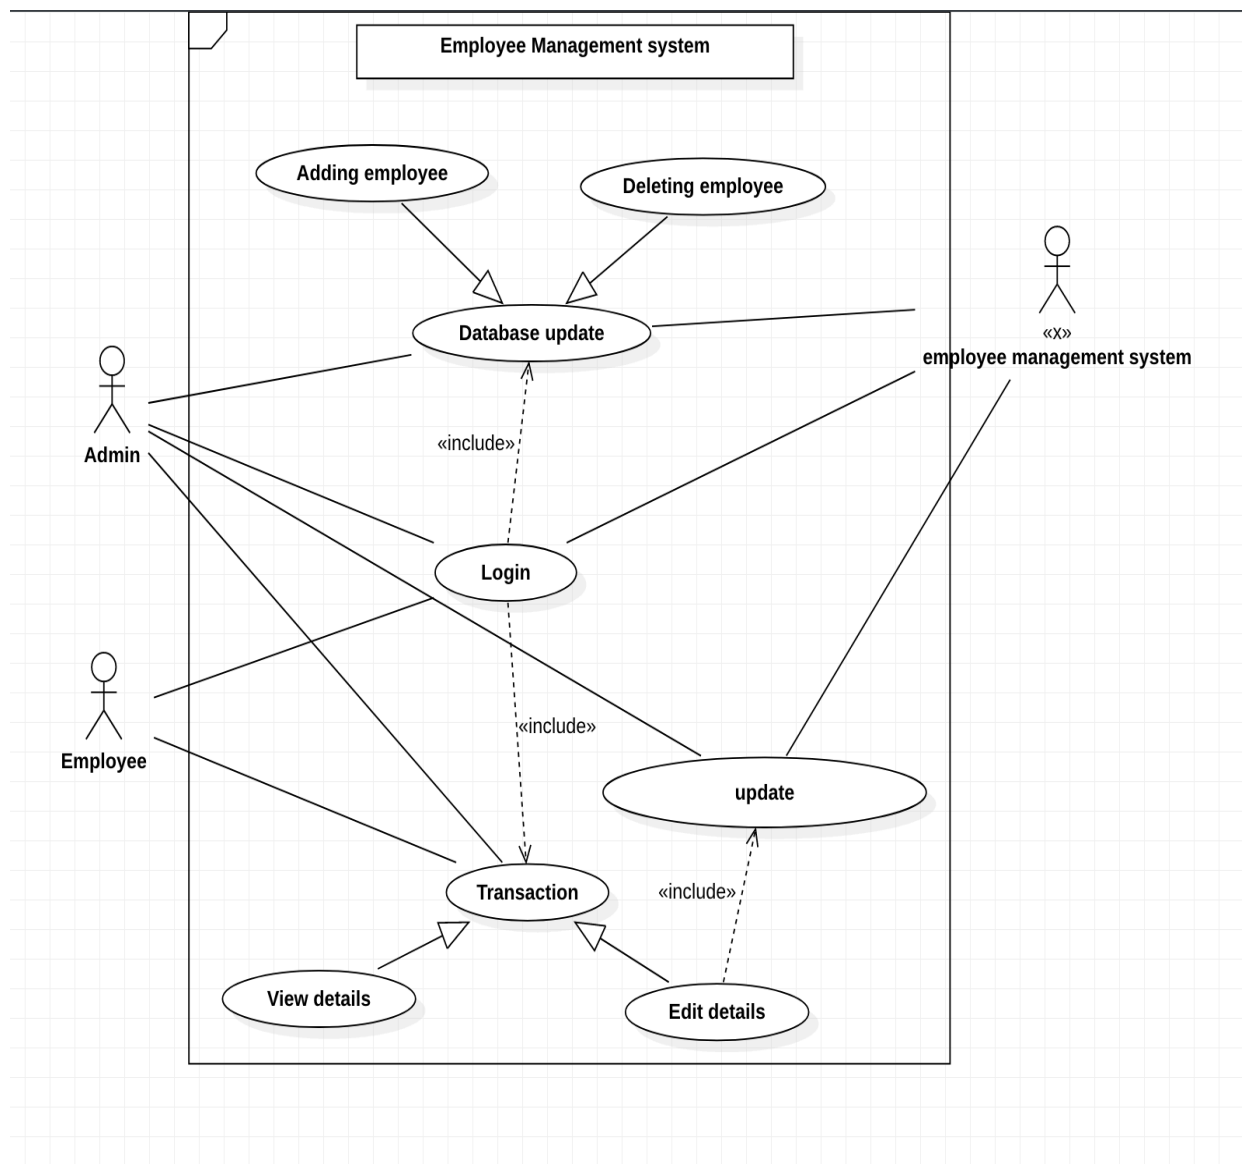 Employee Management system
Adding employee
Deleting employee
Database update
«x»
employee management system
Admin
«include»
Login
Employee
«include»
update
Transaction
«include»
View details
Edit details